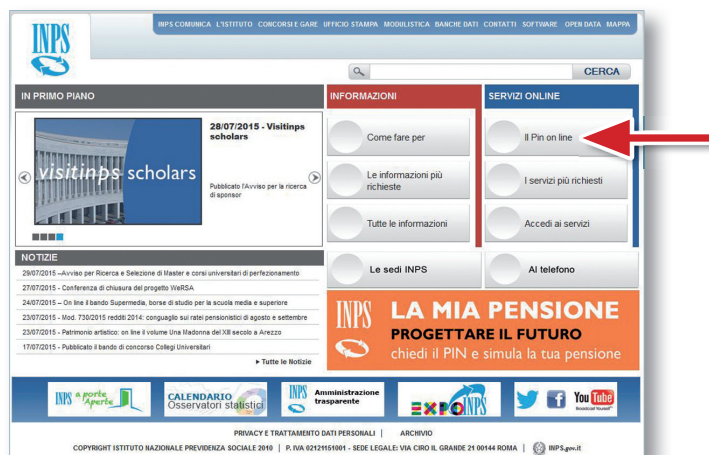 INPS
INPS COMUNICA L'ISTITUTO CONCORSI E GARE UFFICIO STAMPA MODULISTICA BANCHE DATI CONTATTI SOFTWARE OPEN DATA MAPPA
CERCA
IN PRIMO PIANO
visitinps scholars
28/07/2015 - Visitinps
scholars
Pubblicato l'Avviso per la ricerca
di sponsor
INFORMAZIONI
Come fare per
Le informazioni più
richieste
Tutte le informazioni
SERVIZI ONLINE
Il Pin on line
I servizi più richiesti
Accedi ai servizi
NOTIZIE
29/07/2015 –Avviso per Ricerca e Selezione di Master e corsi universitari di perfezionamento
27/07/2015 - Conferenza di chiusura del progetto WeRSA
24/07/2015 – On line il bando Supermedia, borse di studio per la scuola media e superiore
23/07/2015 - Mod. 730/2015 redditi 2014: conguaglio sui ratei pensionistici di agosto e settembre
23/07/2015 - Patrimonio artistico: on line il volume Una Madonna del XIII secolo a Arezzo
17/07/2015 - Pubblicato il bando di concorso Collegi Universitari
Tutte le Notizie
Le sedi INPS
Al telefono
INPS
LA MIA PENSIONE
PROGETTARE IL FUTURO
chiedi il PIN e simula la tua pensione
INPS a porte Aperte
CALENDARIO
Osservatori statistici
INPS
Amministrazione
trasparente
EXPO INPS
You Tube
Broadcast Yourself
PRIVACY E TRATTAMENTO DATI PERSONALI | ARCHIVIO
COPYRIGHT ISTITUTO NAZIONALE PREVIDENZA SOCIALE 2010 | P. IVA 02121151001 - SEDE LEGALE: VIA CIRO IL GRANDE 21 00144 ROMA | INPS.gov.it